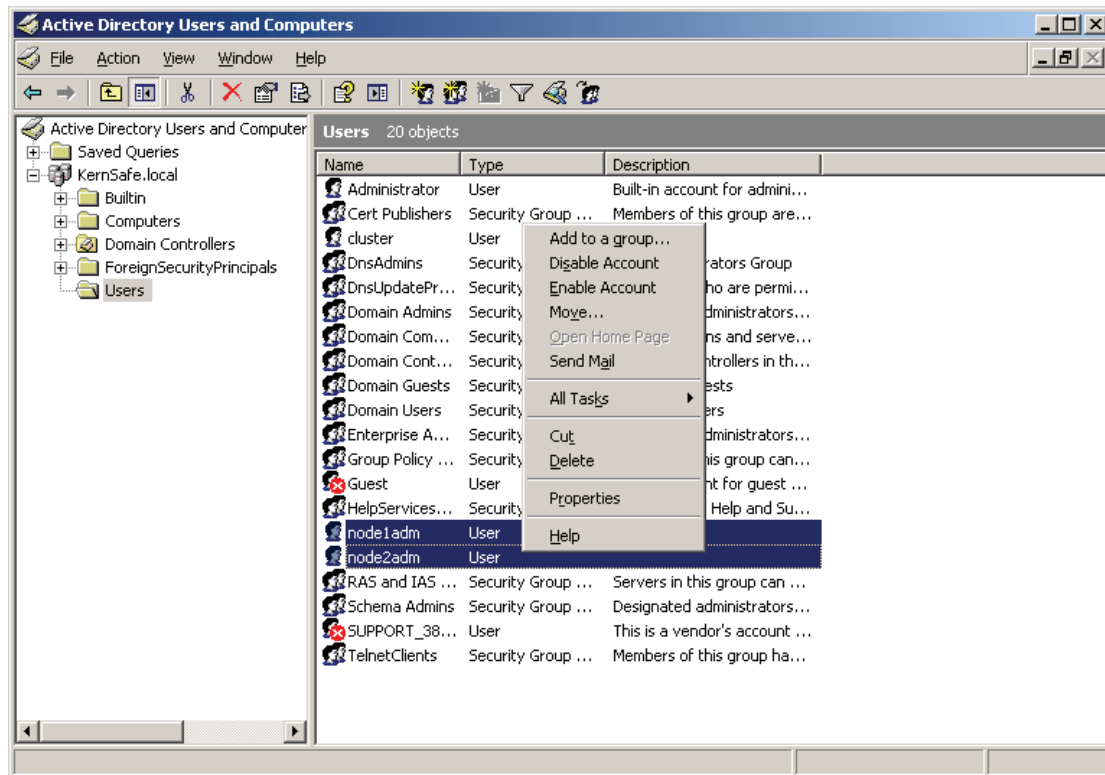 Active Directory Users and Computers
File Action View Window Help
Active Directory Users and Computer
Saved Queries
KernSafe.local
Builtin
Computers
Domain Controllers
ForeignSecurityPrincipals
Users
Users 20 objects
Name Type Description
Administrator User Built-in account for admini...
Cert Publishers Security Group ... Members of this group are...
cluster User
DnsAdmins Security rators Group
DnsUpdatePr... Security ho are permi...
Domain Admins Security dministrators...
Domain Com... Security ns and serve...
Domain Cont... Security ntrollers in th...
Domain Guests Security ests
Domain Users Security ers
Enterprise A... Security dministrators...
Group Policy ... Security his group can...
Guest User nt for guest ...
HelpServices... Security Help and Su...
node1adm User
node2adm User
RAS and IAS ... Security Group ... Servers in this group can ...
Schema Admins Security Group ... Designated administrators...
SUPPORT_38... User This is a vendor's account ...
TelnetClients Security Group ... Members of this group ha...
Add to a group...
Disable Account
Enable Account
Move...
Open Home Page
Send Mail
All Tasks
Cut
Delete
Properties
Help